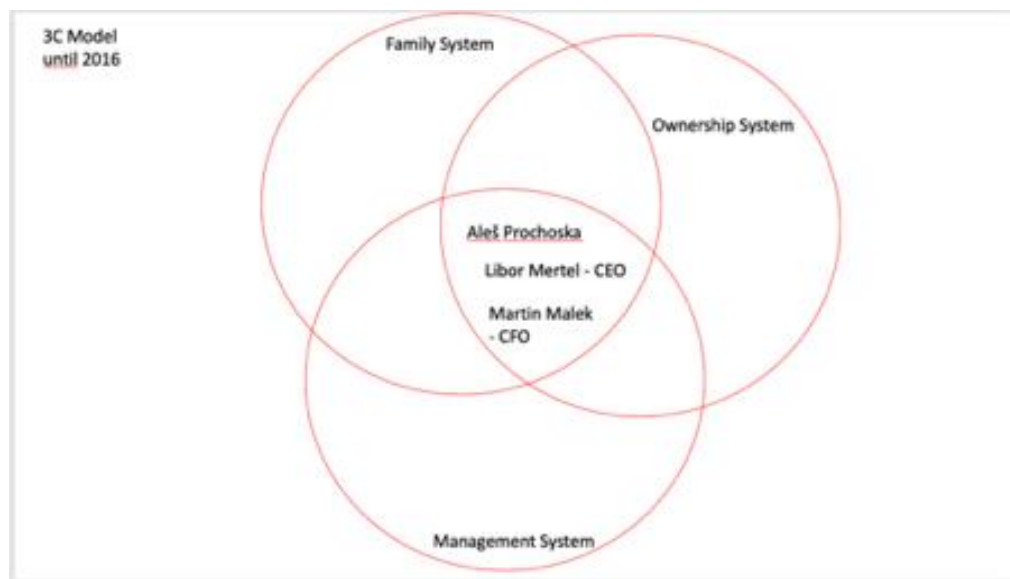 3C Model
until 2016
Family System
Ownership System
Aleš Prochoska
Libor Mertel - CEO
Martin Malek
- CFO
Management System